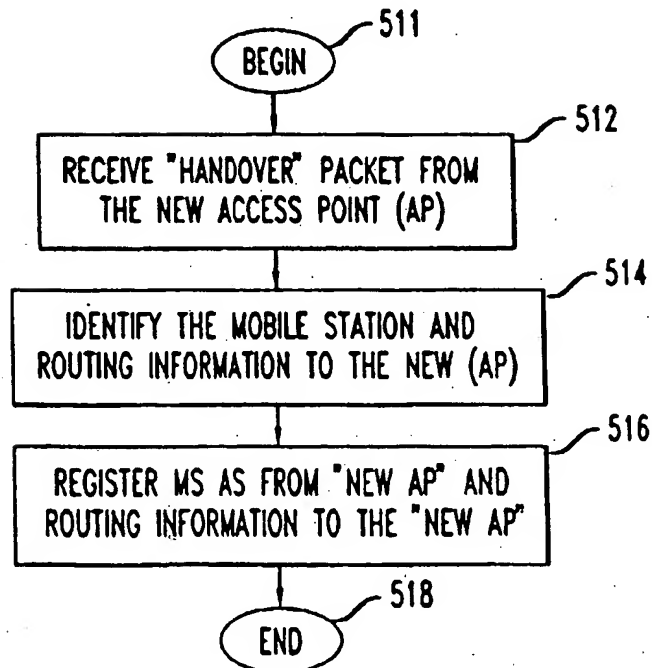 511
BEGIN
512
RECEIVE "HANDOVER" PACKET FROM
THE NEW ACCESS POINT (AP)
514
IDENTIFY THE MOBILE STATION AND
ROUTING INFORMATION TO THE NEW (AP)
516
REGISTER MS AS FROM "NEW AP" AND
ROUTING INFORMATION TO THE "NEW AP"
518
END